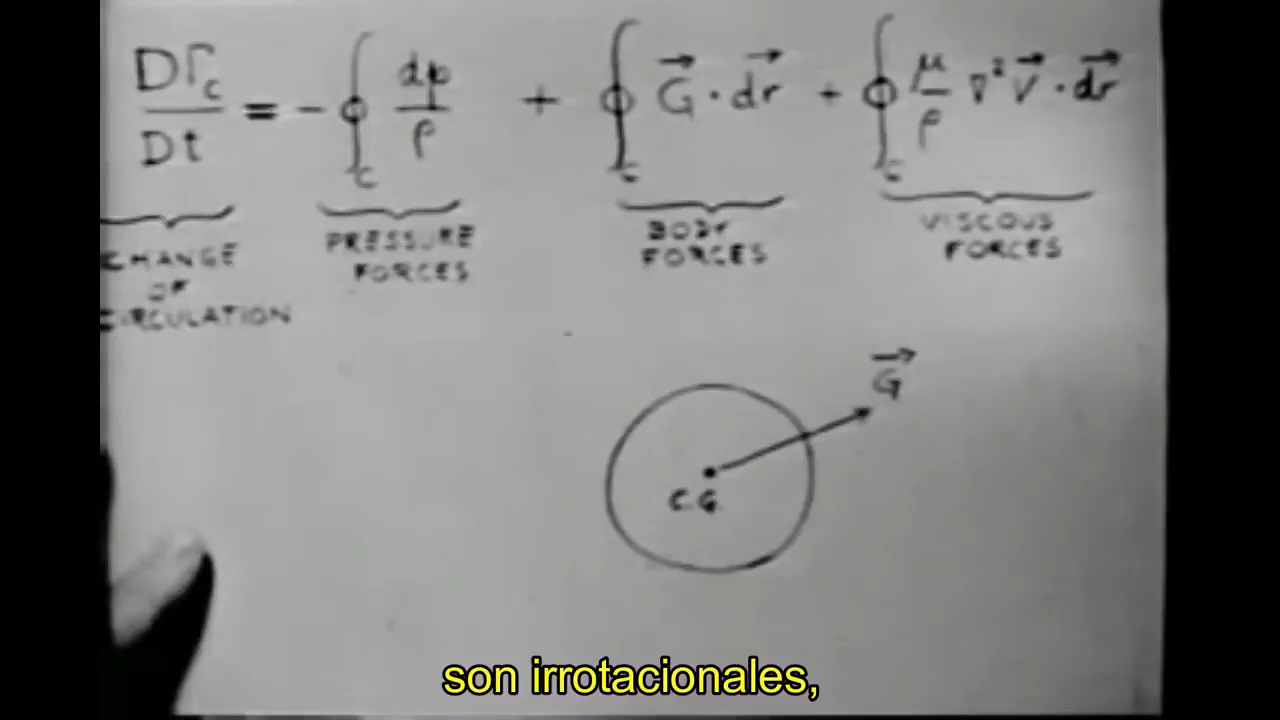 DΓc/Dt = - ∮c dp/ρ + ∮c G⃗ · dr⃗ + ∮c μ/ρ ∇²V⃗ · dr⃗
CHANGE OF CIRCULATION
PRESSURE FORCES
BODY FORCES
VISCOUS FORCES
G⃗
C.G.
son irrotacionales,